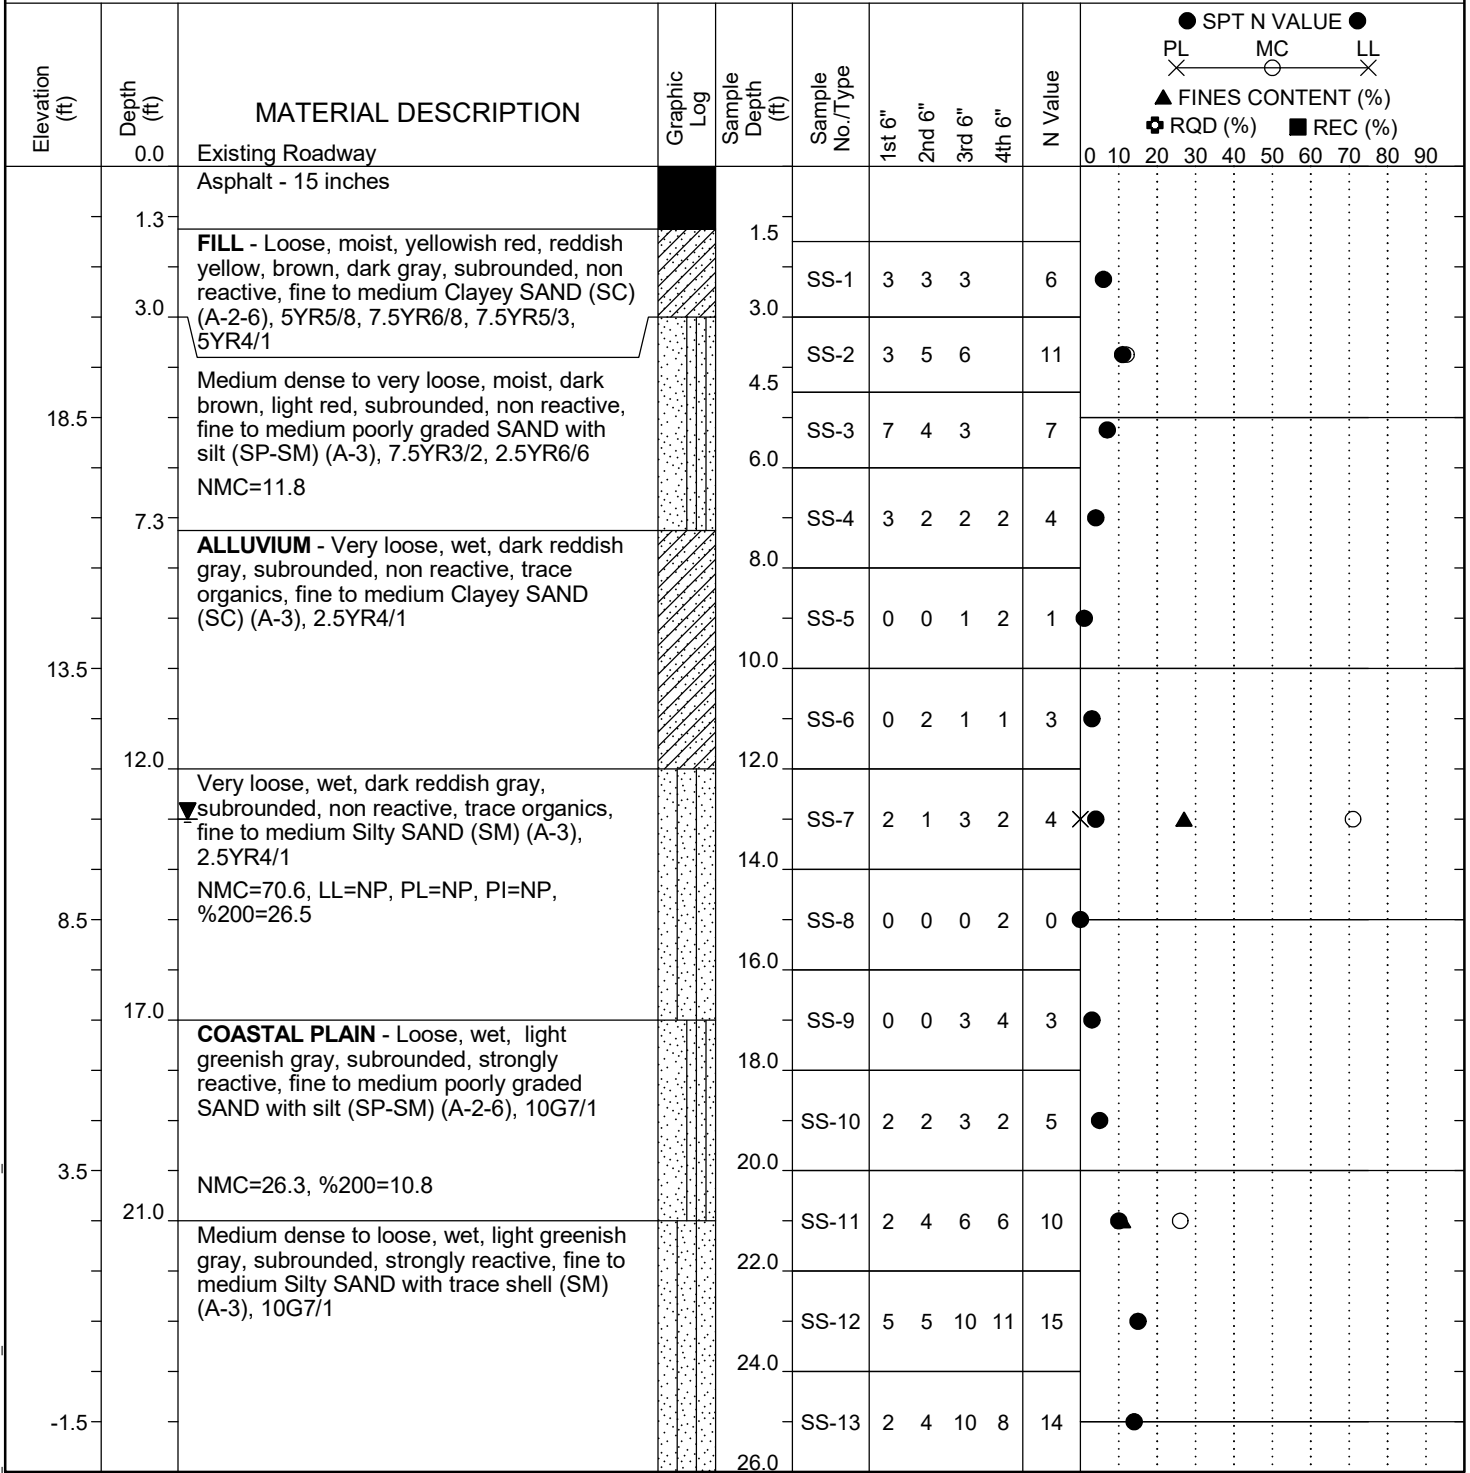 ● SPT N VALUE ●
PL MC LL
▲ FINES CONTENT (%)
RQD (%) ■ REC (%)
Elevation (ft)
Depth (ft)
MATERIAL DESCRIPTION
Graphic Log
Sample Depth (ft)
Sample No./Type
1st 6"
2nd 6"
3rd 6"
4th 6"
N Value
0 10 20 30 40 50 60 70 80 90
0.0 Existing Roadway
Asphalt - 15 inches
1.3
1.5
FILL - Loose, moist, yellowish red, reddish
yellow, brown, dark gray, subrounded, non
reactive, fine to medium Clayey SAND (SC)
(A-2-6), 5YR5/8, 7.5YR6/8, 7.5YR5/3,
5YR4/1
SS-1 3 3 3 6
3.0
3.0
SS-2 3 5 6 11
4.5
Medium dense to very loose, moist, dark
brown, light red, subrounded, non reactive,
fine to medium poorly graded SAND with
silt (SP-SM) (A-3), 7.5YR3/2, 2.5YR6/6
NMC=11.8
18.5
SS-3 7 4 3 7
6.0
7.3
SS-4 3 2 2 2 4
8.0
ALLUVIUM - Very loose, wet, dark reddish
gray, subrounded, non reactive, trace
organics, fine to medium Clayey SAND
(SC) (A-3), 2.5YR4/1
SS-5 0 0 1 2 1
10.0
13.5
SS-6 0 2 1 1 3
12.0
12.0
Very loose, wet, dark reddish gray,
subrounded, non reactive, trace organics,
fine to medium Silty SAND (SM) (A-3),
2.5YR4/1
NMC=70.6, LL=NP, PL=NP, PI=NP,
%200=26.5
SS-7 2 1 3 2 4
14.0
8.5
SS-8 0 0 0 2 0
16.0
17.0
SS-9 0 0 3 4 3
18.0
COASTAL PLAIN - Loose, wet, light
greenish gray, subrounded, strongly
reactive, fine to medium poorly graded
SAND with silt (SP-SM) (A-2-6), 10G7/1
SS-10 2 2 3 2 5
20.0
3.5
NMC=26.3, %200=10.8
21.0
SS-11 2 4 6 6 10
22.0
Medium dense to loose, wet, light greenish
gray, subrounded, strongly reactive, fine to
medium Silty SAND with trace shell (SM)
(A-3), 10G7/1
SS-12 5 5 10 11 15
24.0
-1.5
SS-13 2 4 10 8 14
26.0